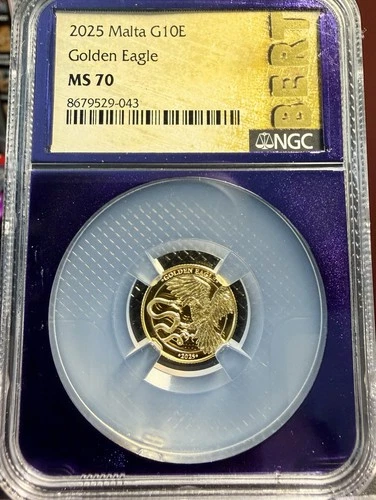 2025 Malta G10E
Golden Eagle
MS 70
8679529-043
BERT
NGC
GOLDEN EAGLE
•2025•